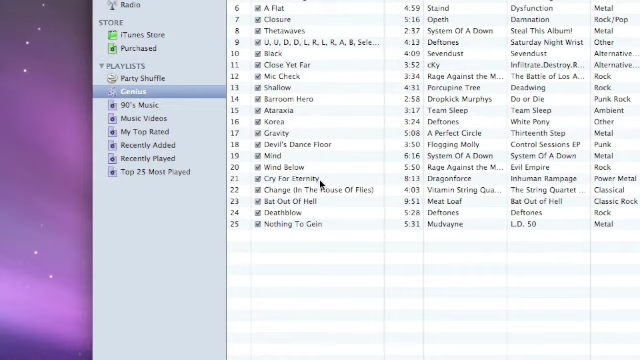 Radio
STORE
iTunes Store
Purchased
PLAYLISTS
Party Shuffle
Genius
90's Music
Music Videos
My Top Rated
Recently Added
Recently Played
Top 25 Most Played
6 A Flat 4:59 Staind Dysfunction Metal
7 Closure 5:16 Opeth Damnation Rock/Pop
8 Thetawaves 2:37 System Of A Down Steal This Album! Metal
9 U, U, D, D, L, R, L, R, A, B, Sele... 4:13 Deftones Saturday Night Wrist Other
10 Black 4:09 Sevendust Sevendust Alternative...
11 Close Yet Far 3:52 cKy Infiltrate.Destroy.R... Alternative...
12 Mic Check 3:34 Rage Against the M... The Battle of Los A... Rock
13 Shallow 4:31 Porcupine Tree Deadwing Rock
14 Barroom Hero 2:58 Dropkick Murphys Do or Die Punk Rock
15 Ataraxia 3:17 Team Sleep Team Sleep Ambient
16 Korea 3:24 Deftones White Pony Other
17 Gravity 5:08 A Perfect Circle Thirteenth Step Metal
18 Devil's Dance Floor 3:50 Flogging Molly Control Sessions EP Punk
19 Mind 6:16 System Of A Down System Of A Down Metal
20 Wind Below 5:50 Rage Against the M... Evil Empire Rock
21 Cry For Eternity 8:13 Dragonforce Inhuman Rampage Power Metal
22 Change (In The House Of Flies) 4:03 Vitamin String Qua... The String Quartet ... Classical
23 Bat Out Of Hell 9:51 Meat Loaf Bat Out of Hell Classic Rock
24 Deathblow 5:28 Deftones Deftones Rock
25 Nothing To Gein 5:31 Mudvayne L.D. 50 Metal